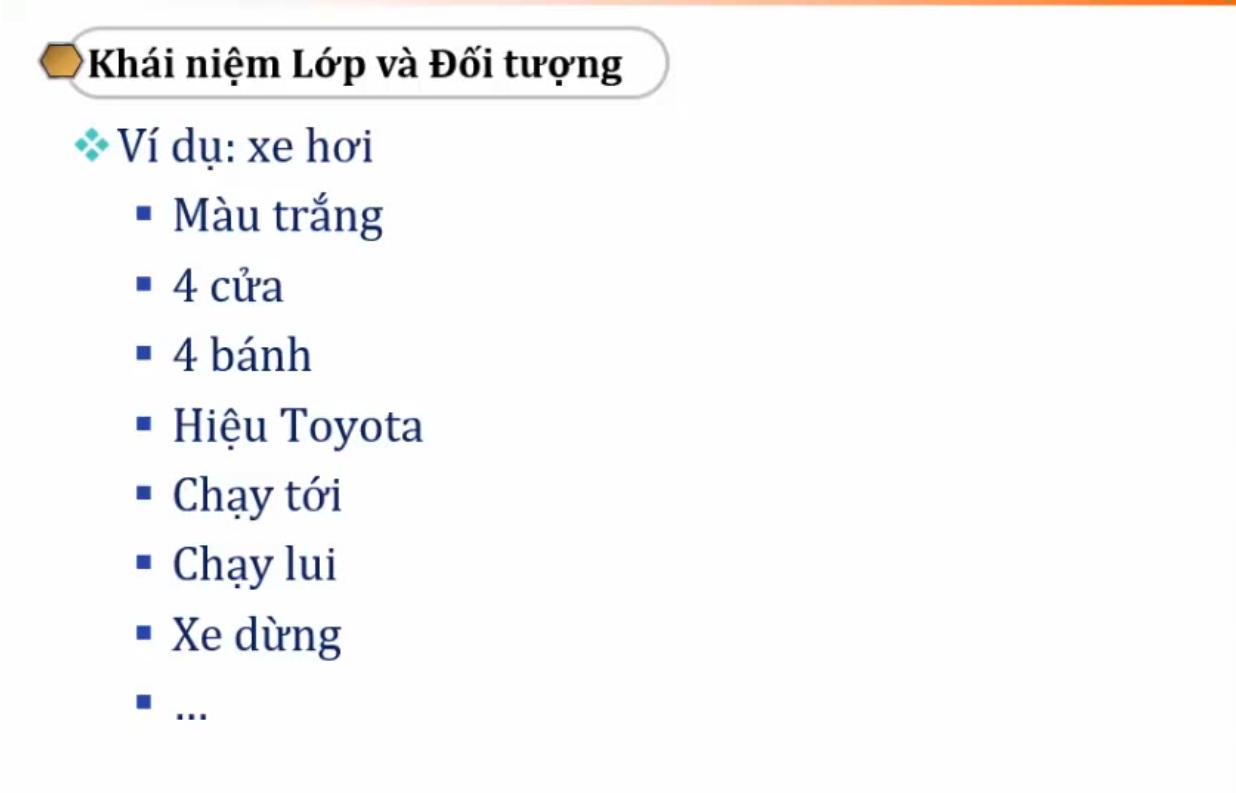 Khái niệm Lớp và Đối tượng
Ví dụ: xe hơi
Màu trắng
4 cửa
4 bánh
Hiệu Toyota
Chạy tới
Chạy lui
Xe dừng
...